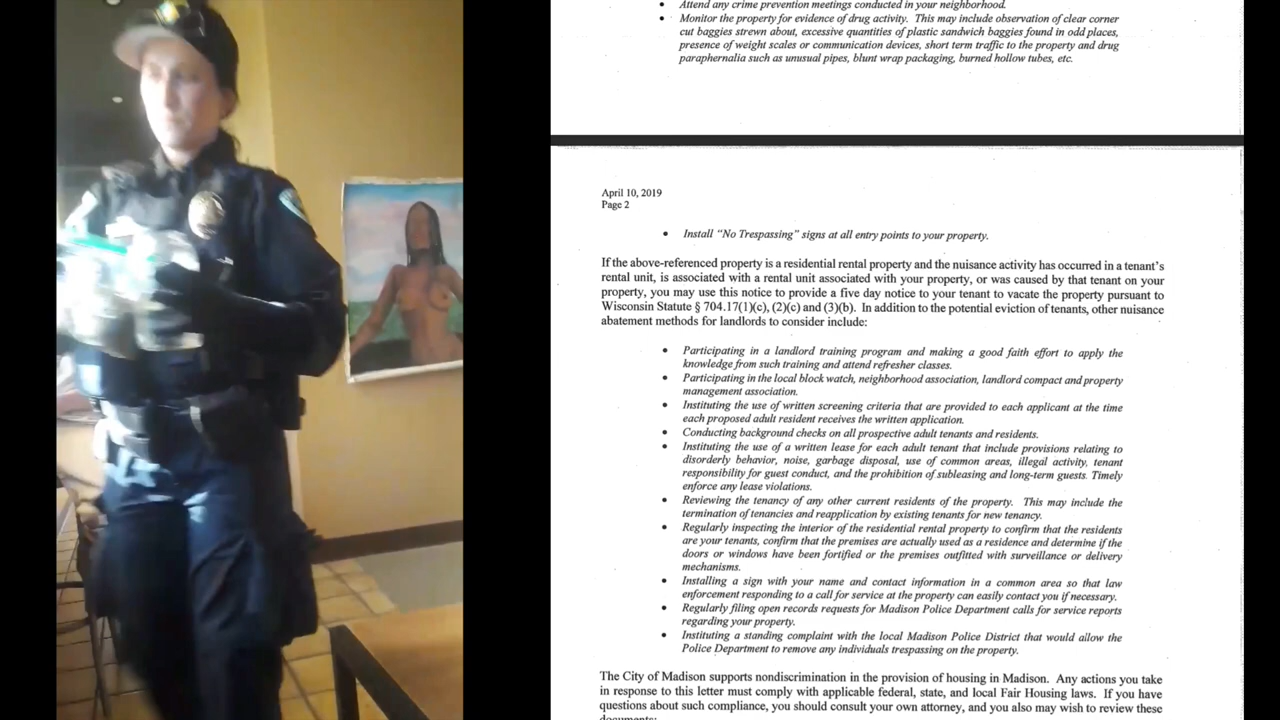 Attend any crime prevention meetings conducted in your neighborhood.
Monitor the property for evidence of drug activity. This may include observation of clear corner
cut baggies strewn about, excessive quantities of plastic sandwich baggies found in odd places,
presence of weight scales or communication devices, short term traffic to the property and drug
paraphernalia such as unusual pipes, blunt wrap packaging, burned hollow tubes, etc.
April 10, 2019
Page 2
Install “No Trespassing” signs at all entry points to your property.
If the above-referenced property is a residential rental property and the nuisance activity has occurred in a tenant’s
rental unit, is associated with a rental unit associated with your property, or was caused by that tenant on your
property, you may use this notice to provide a five day notice to your tenant to vacate the property pursuant to
Wisconsin Statute § 704.17(1)(c), (2)(c) and (3)(b). In addition to the potential eviction of tenants, other nuisance
abatement methods for landlords to consider include:
Participating in a landlord training program and making a good faith effort to apply the
knowledge from such training and attend refresher classes.
Participating in the local block watch, neighborhood association, landlord compact and property
management association.
Instituting the use of written screening criteria that are provided to each applicant at the time
each proposed adult resident receives the written application.
Conducting background checks on all prospective adult tenants and residents.
Instituting the use of a written lease for each adult tenant that include provisions relating to
disorderly behavior, noise, garbage disposal, use of common areas, illegal activity, tenant
responsibility for guest conduct, and the prohibition of subleasing and long-term guests. Timely
enforce any lease violations.
Reviewing the tenancy of any other current residents of the property. This may include the
termination of tenancies and reapplication by existing tenants for new tenancy.
Regularly inspecting the interior of the residential rental property to confirm that the residents
are your tenants, confirm that the premises are actually used as a residence and determine if the
doors or windows have been fortified or the premises outfitted with surveillance or delivery
mechanisms.
Installing a sign with your name and contact information in a common area so that law
enforcement responding to a call for service at the property can easily contact you if necessary.
Regularly filing open records requests for Madison Police Department calls for service reports
regarding your property.
Instituting a standing complaint with the local Madison Police District that would allow the
Police Department to remove any individuals trespassing on the property.
The City of Madison supports nondiscrimination in the provision of housing in Madison. Any actions you take
in response to this letter must comply with applicable federal, state, and local Fair Housing laws. If you have
questions about such compliance, you should consult your own attorney, and you also may wish to review these
documents: